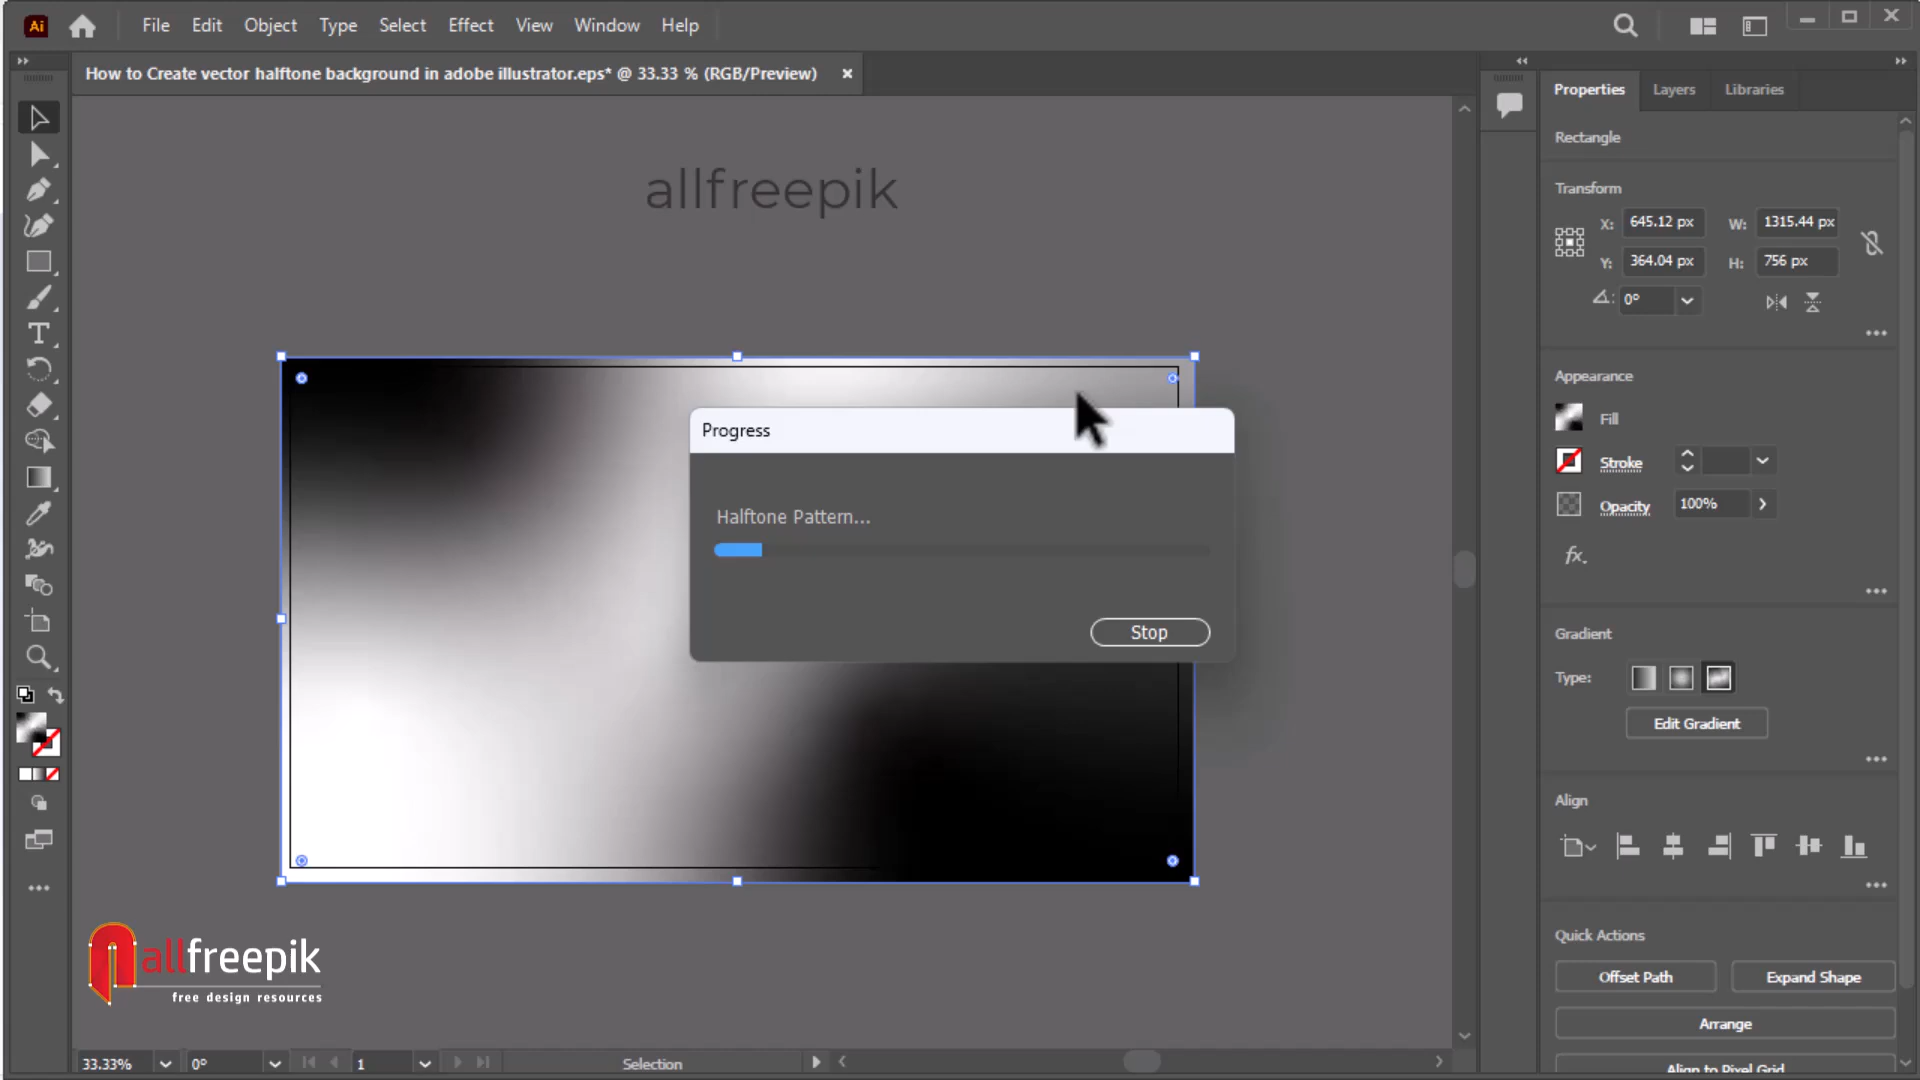 Ai File Edit Object Type Select Effect View Window Help
How to Create vector halftone background in adobe illustrator.eps* @ 33.33 % (RGB/Preview) ×
Properties Layers Libraries
Rectangle
allfreepik
Transform
X: 645.12 px W: 1315.44 px
Y: 364.04 px H: 756 px
0°
Appearance
Fill
Progress
Stroke
Opacity 100%
Halftone Pattern...
fx.
Stop
Gradient
Type:
Edit Gradient
Align
Quick Actions
allfreepik
free design resources
Offset Path Expand Shape
Arrange
Align to Pixel Grid
33.33% 0° 1 Selection